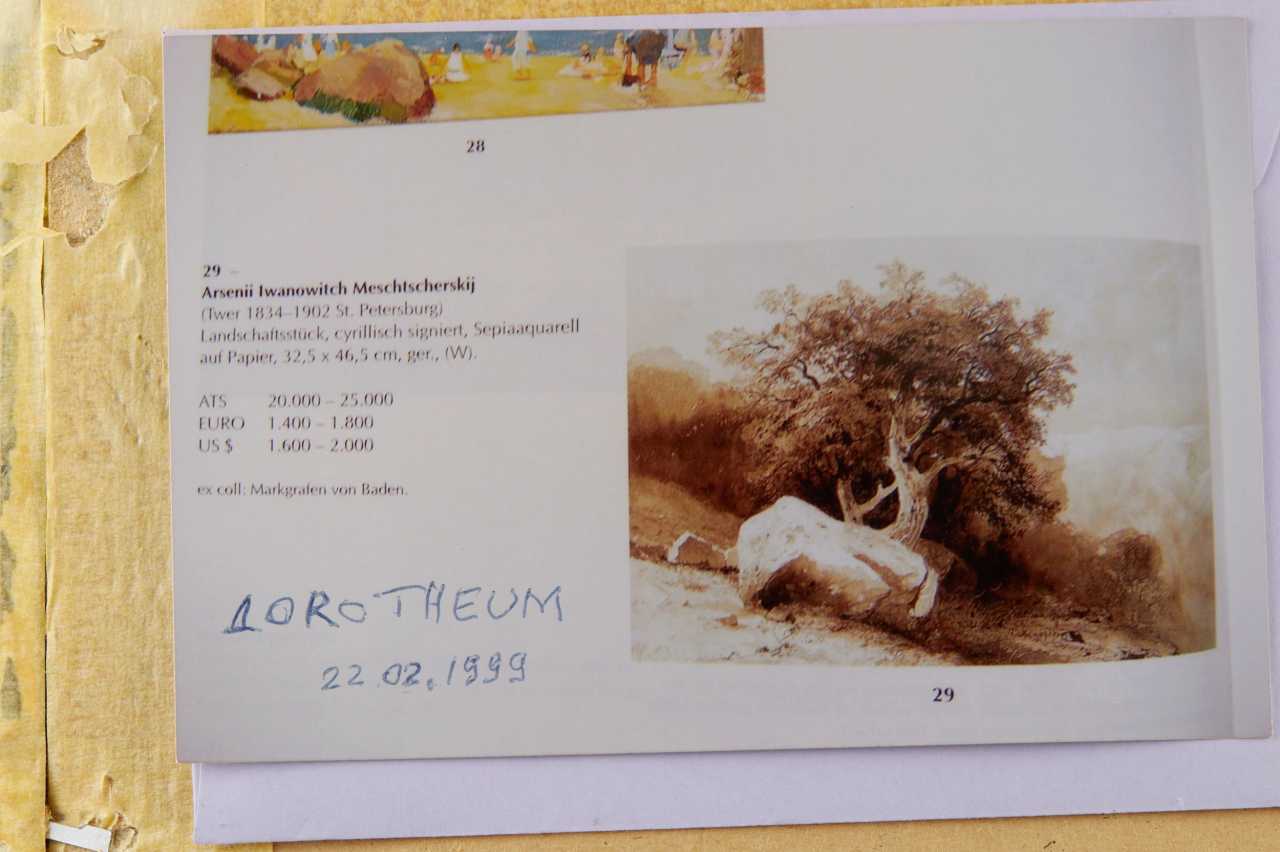 28
29 –
Arsenii Iwanowitch Meschtscherskij
(Twer 1834–1902 St. Petersburg)
Landschaftsstück, cyrillisch signiert, Sepiaaquarell
auf Papier, 32,5 x 46,5 cm, ger., (W).
ATS 20.000 – 25.000
EURO 1.400 – 1.800
US $ 1.600 – 2.000
ex coll: Markgrafen von Baden.
DOROTHEUM
22.02.1999
29